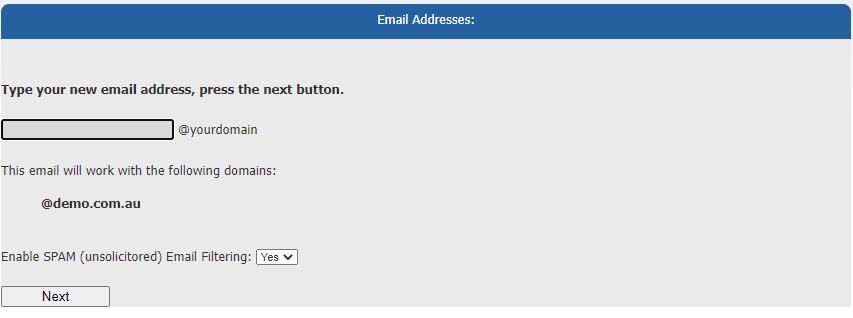 Email Addresses:
Type your new email address, press the next button.
@yourdomain
This email will work with the following domains:
@demo.com.au
Enable SPAM (unsolicitored) Email Filtering: Yes
Next